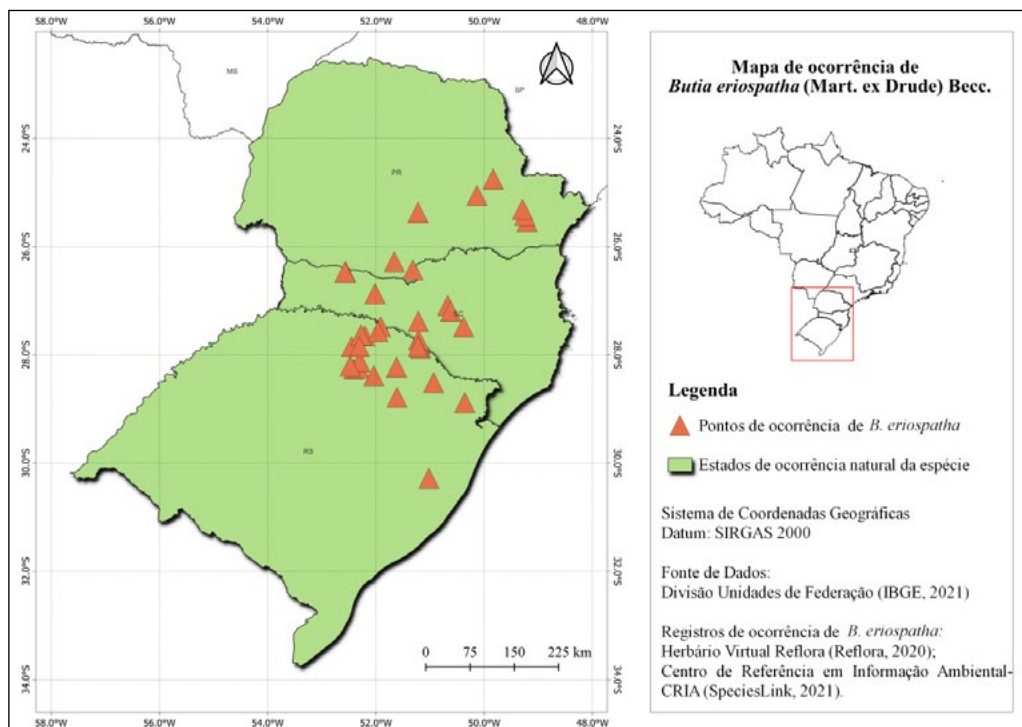 58.0°W 56.0°W 54.0°W 52.0°W 50.0°W 48.0°W
MS
SP
24.0°S 24.0°S
PR
26.0°S 26.0°S
SC
28.0°S 28.0°S
RS
30.0°S 30.0°S
32.0°S 32.0°S
0 75 150 225 km
34.0°S 34.0°S
58.0°W 56.0°W 54.0°W 52.0°W 50.0°W 48.0°W
Mapa de ocorrência de
Butia eriospatha (Mart. ex Drude) Becc.
Legenda
Pontos de ocorrência de B. eriospatha
Estados de ocorrência natural da espécie
Sistema de Coordenadas Geográficas
Datum: SIRGAS 2000
Fonte de Dados:
Divisão Unidades de Federação (IBGE, 2021)
Registros de ocorrência de B. eriospatha:
Herbário Virtual Reflora (Reflora, 2020);
Centro de Referência em Informação Ambiental-
CRIA (SpeciesLink, 2021).